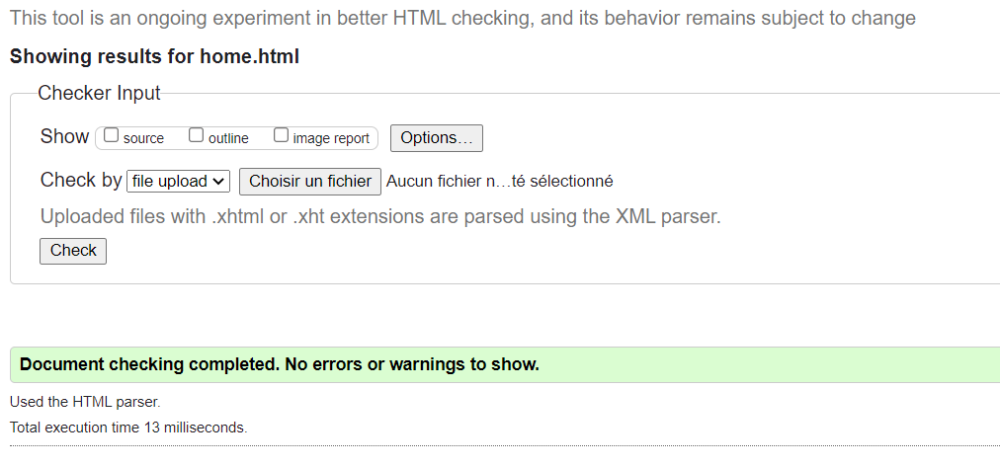 This tool is an ongoing experiment in better HTML checking, and its behavior remains subject to change
Showing results for home.html
Checker Input
Show source outline image report Options…
Check by file upload Choisir un fichier Aucun fichier n…té sélectionné
Uploaded files with .xhtml or .xht extensions are parsed using the XML parser.
Check
Document checking completed. No errors or warnings to show.
Used the HTML parser.
Total execution time 13 milliseconds.